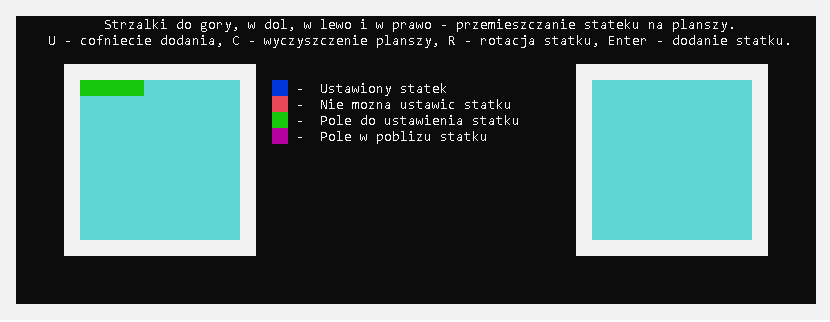 Strzalki do gory, w dol, w lewo i w prawo - przemieszczanie stateku na planszy.
U - cofniecie dodania, C - wyczyszczenie planszy, R - rotacja statku, Enter - dodanie statku.
- Ustawiony statek
- Nie mozna ustawic statku
- Pole do ustawienia statku
- Pole w poblizu statku